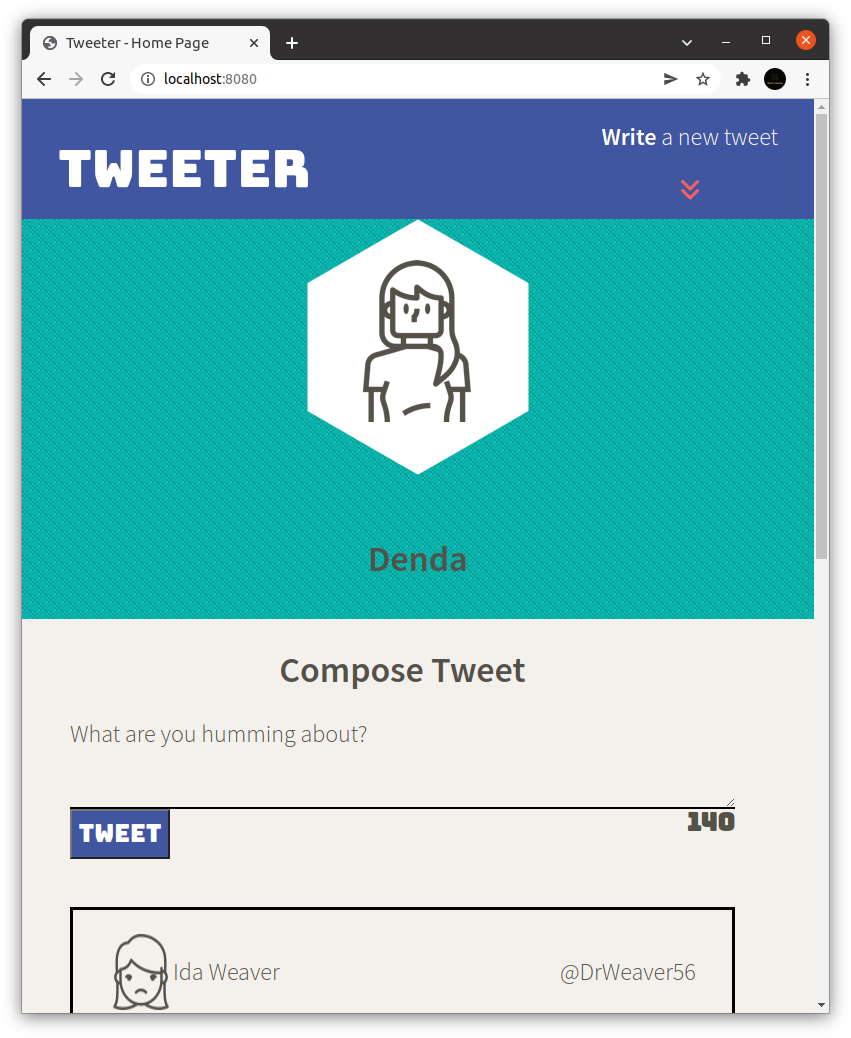 Tweeter - Home Page
localhost:8080
Write a new tweet
TWEETER
Denda
Compose Tweet
What are you humming about?
TWEET
140
Ida Weaver
@DrWeaver56